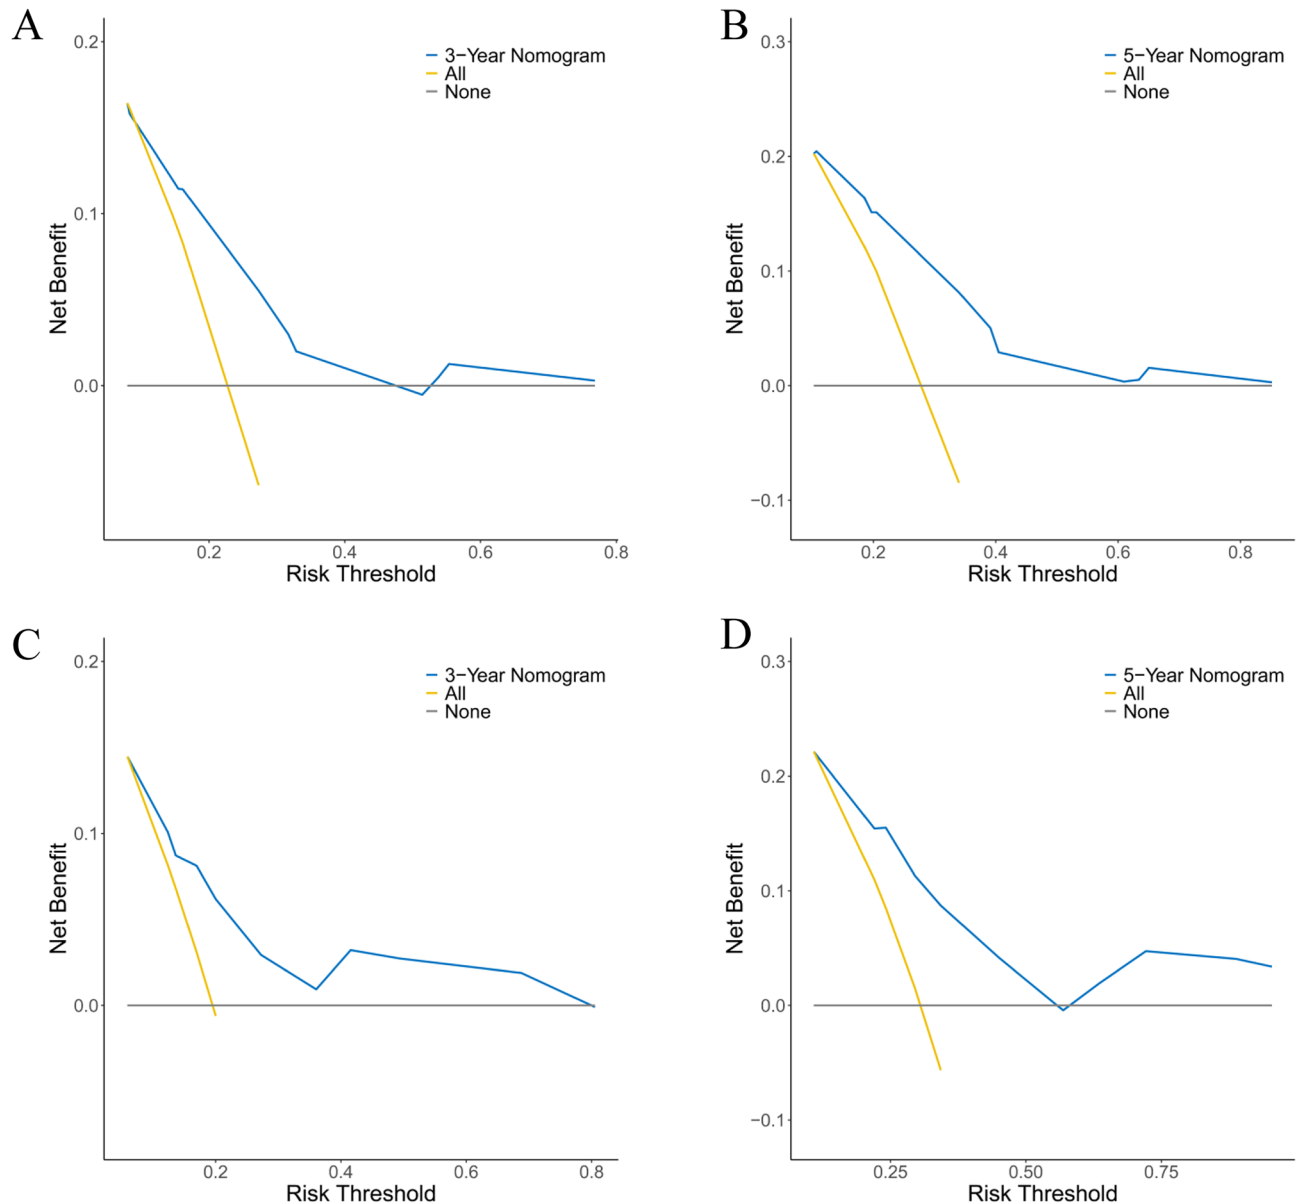 A
0.2
0.1
0.0
Net Benefit
3−Year Nomogram
All
None
0.2
0.4
0.6
0.8
Risk Threshold
B
0.3
0.2
0.1
0.0
−0.1
Net Benefit
5−Year Nomogram
All
None
0.2
0.4
0.6
0.8
Risk Threshold
C
0.2
0.1
0.0
Net Benefit
3−Year Nomogram
All
None
0.2
0.4
0.6
0.8
Risk Threshold
D
0.3
0.2
0.1
0.0
−0.1
Net Benefit
5−Year Nomogram
All
None
0.25
0.50
0.75
Risk Threshold